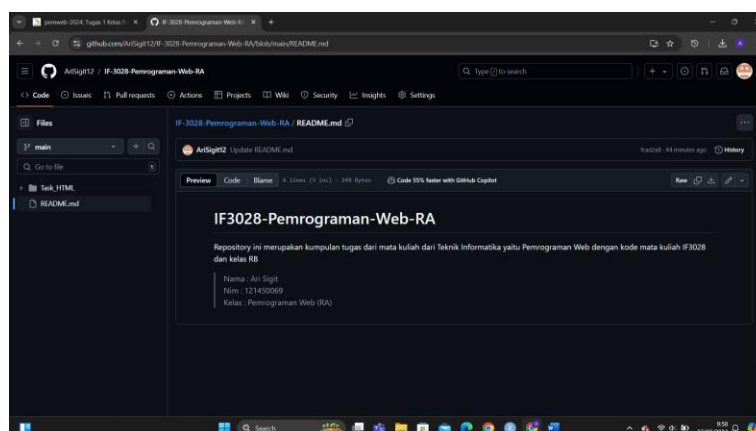 pemweb-2024: Tugas 1 Kelas
IF-3028-Pemrograman-Web-R
github.com/AriSigit12/IF-3028-Pemrograman-Web-RA/blob/main/README.md
AriSigit12 / IF-3028-Pemrograman-Web-RA
Type / to search
Code Issues Pull requests Actions Projects Wiki Security Insights Settings
Files
main
Go to file
Task_HTML
README.md
IF-3028-Pemrograman-Web-RA / README.md
AriSigit12 Update README.md
44 minutes ago History
Preview Code Blame 6 lines (5 loc) · 249 Bytes Code 55% faster with GitHub Copilot
Raw
IF3028-Pemrograman-Web-RA
Repository ini merupakan kumpulan tugas dari mata kuliah dari Teknik Informatika yaitu Pemrograman Web dengan kode mata kuliah IF3028
dan kelas RB
Nama : Ari Sigit
Nim : 121450069
Kelas : Pemrograman Web (RA)
Search
9:58